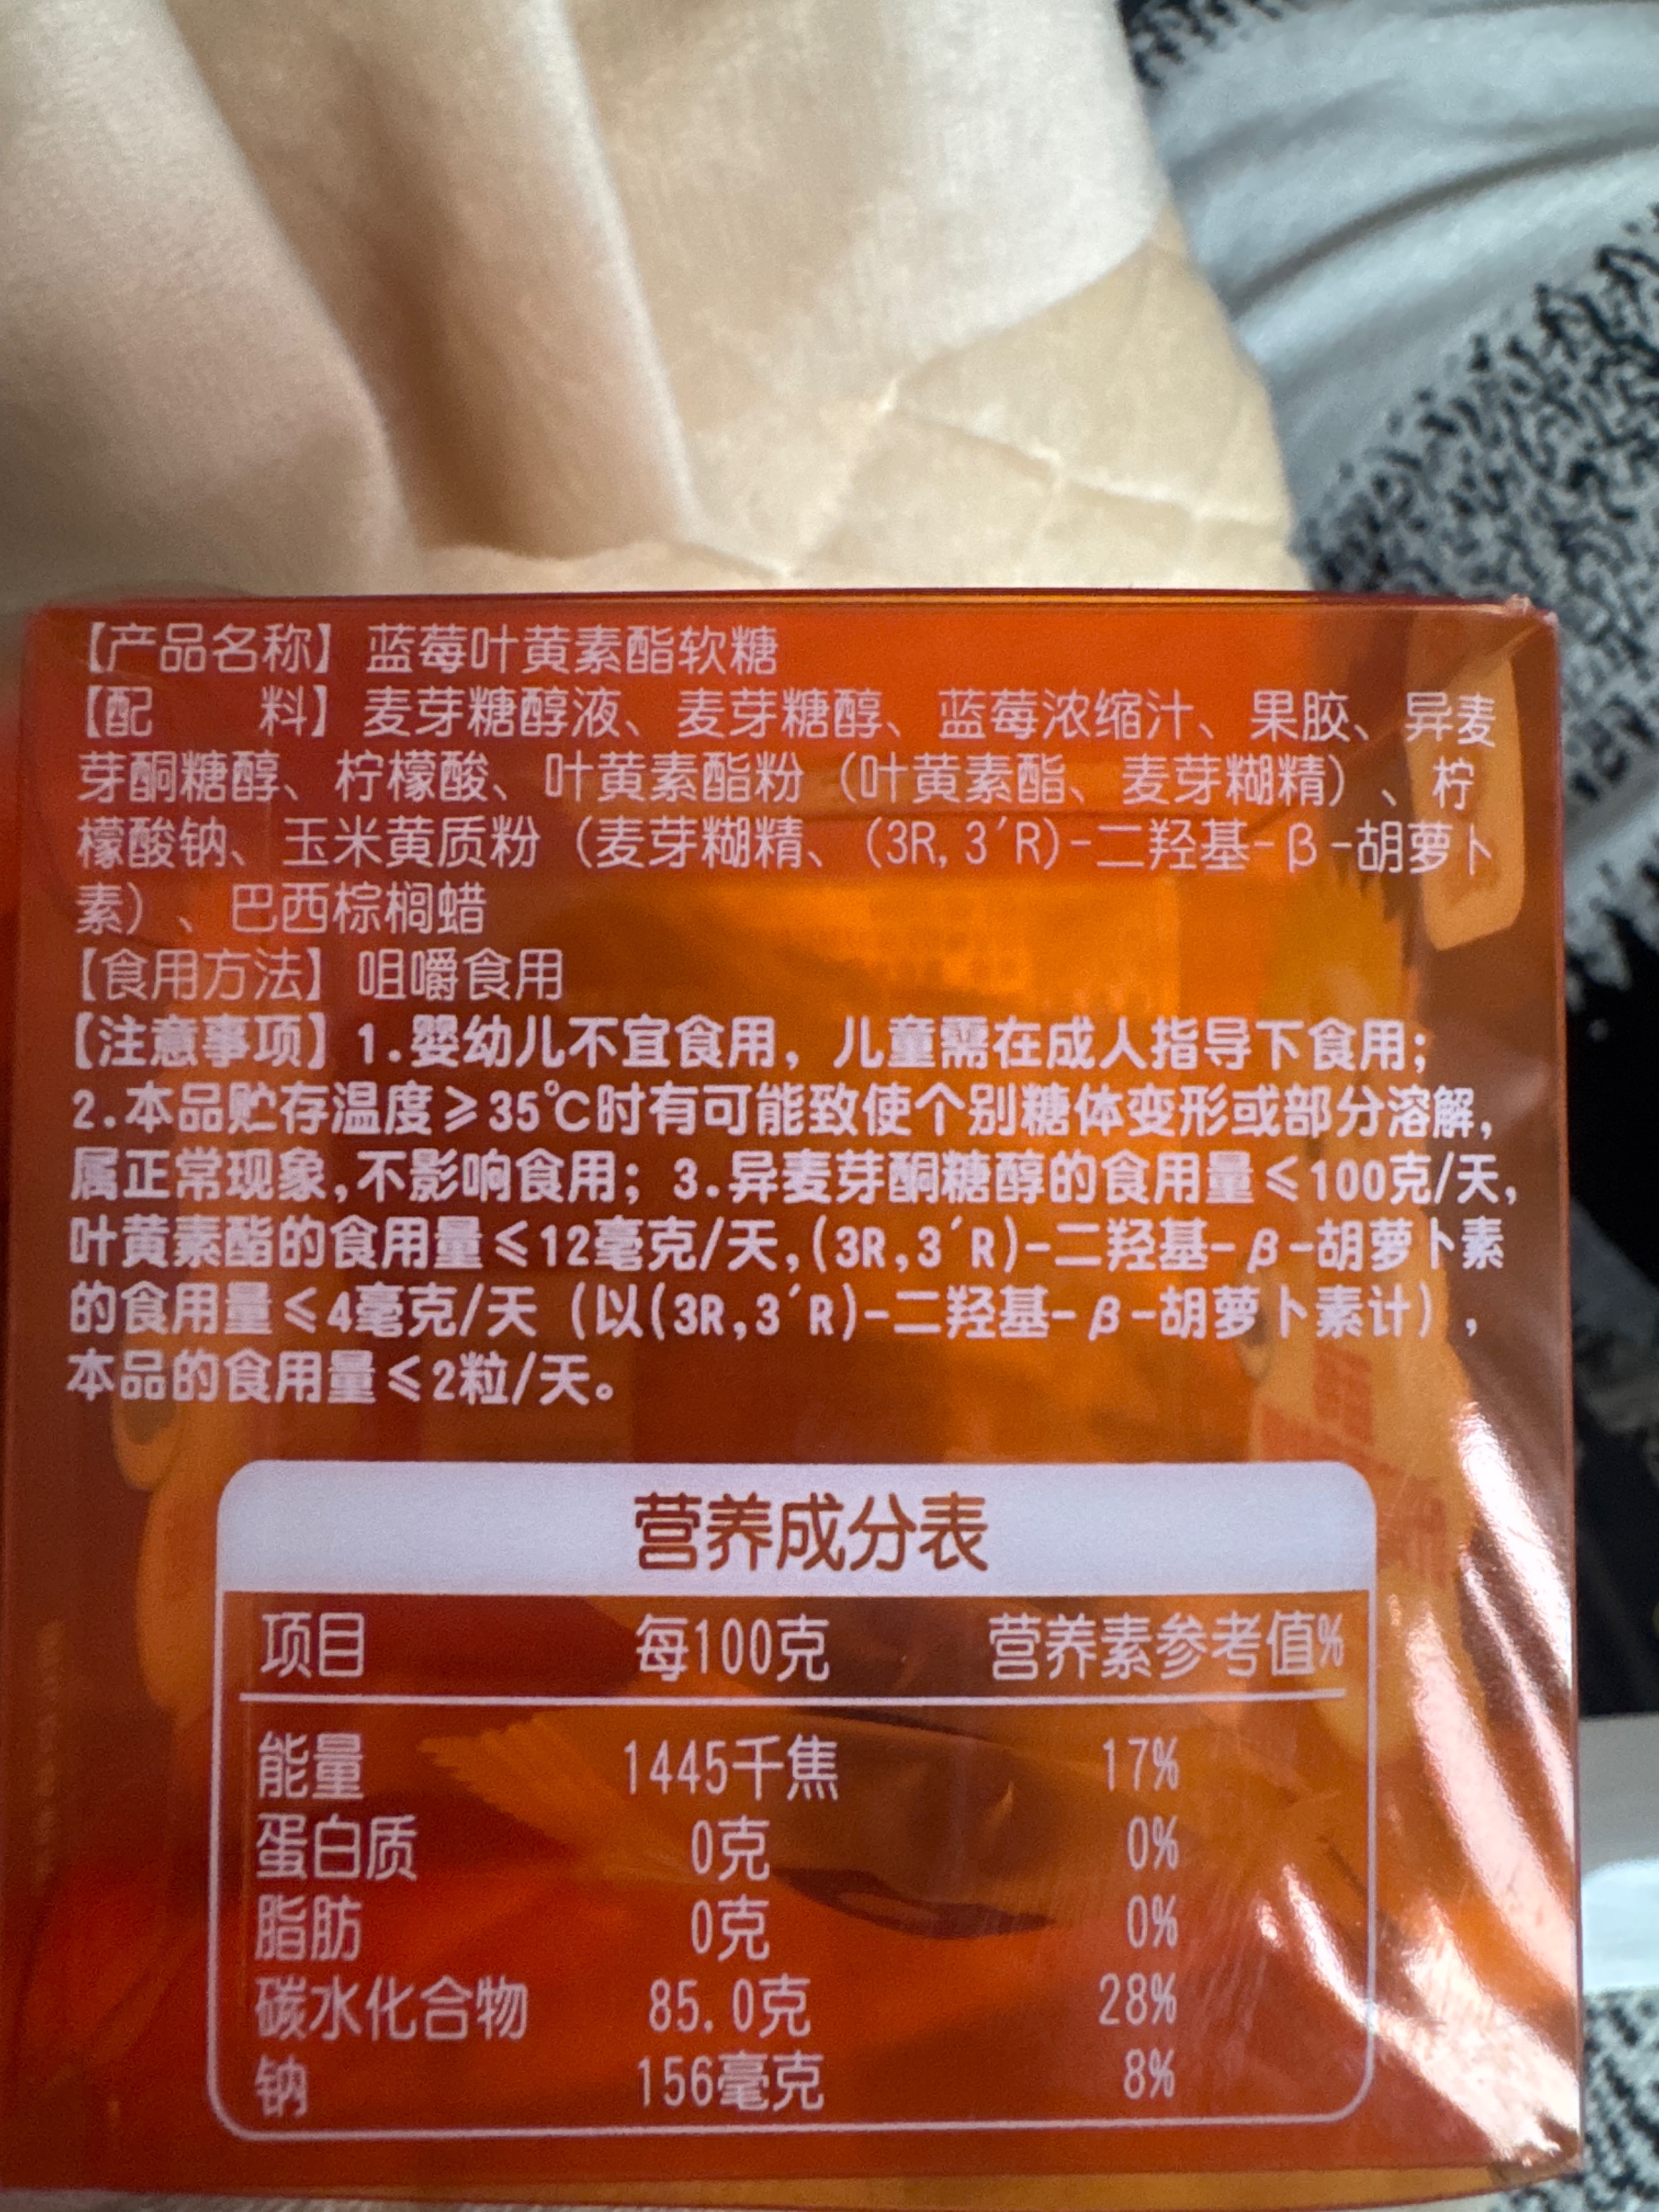 【产品名称】蓝莓叶黄素酯软糖
【配　　料】麦芽糖醇液、麦芽糖醇、蓝莓浓缩汁、果胶、异麦
芽酮糖醇、柠檬酸、叶黄素酯粉（叶黄素酯、麦芽糊精）、柠
檬酸钠、玉米黄质粉（麦芽糊精、(3R,3′R)-二羟基-β-胡萝卜
素）、巴西棕榈蜡
【食用方法】咀嚼食用
【注意事项】1.婴幼儿不宜食用，儿童需在成人指导下食用；
2.本品贮存温度≥35℃时有可能致使个别糖体变形或部分溶解，
属正常现象,不影响食用；3.异麦芽酮糖醇的食用量≤100克/天，
叶黄素酯的食用量≤12毫克/天,(3R,3′R)-二羟基-β-胡萝卜素
的食用量≤4毫克/天（以(3R,3′R)-二羟基-β-胡萝卜素计），
本品的食用量≤2粒/天。
营养成分表
项目 每100克 营养素参考值%
能量 1445千焦 17%
蛋白质 0克 0%
脂肪 0克 0%
碳水化合物 85.0克 28%
钠 156毫克 8%